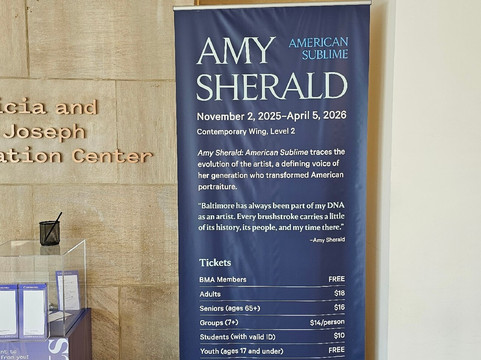 icia and
Joseph
ation Center
AMY
SHERALD
AMERICAN
SUBLIME
November 2, 2025–April 5, 2026
Contemporary Wing, Level 2
Amy Sherald: American Sublime traces the
evolution of the artist, a defining voice of
her generation who transformed American
portraiture.
“Baltimore has always been part of my DNA
as an artist. Every brushstroke carries a little
of its history, its people, and my time there.”
–Amy Sherald
Tickets
BMA Members FREE
Adults $18
Seniors (ages 65+) $16
Groups (7+) $14/person
Students (with valid ID) $10
Youth (ages 17 and under) FREE